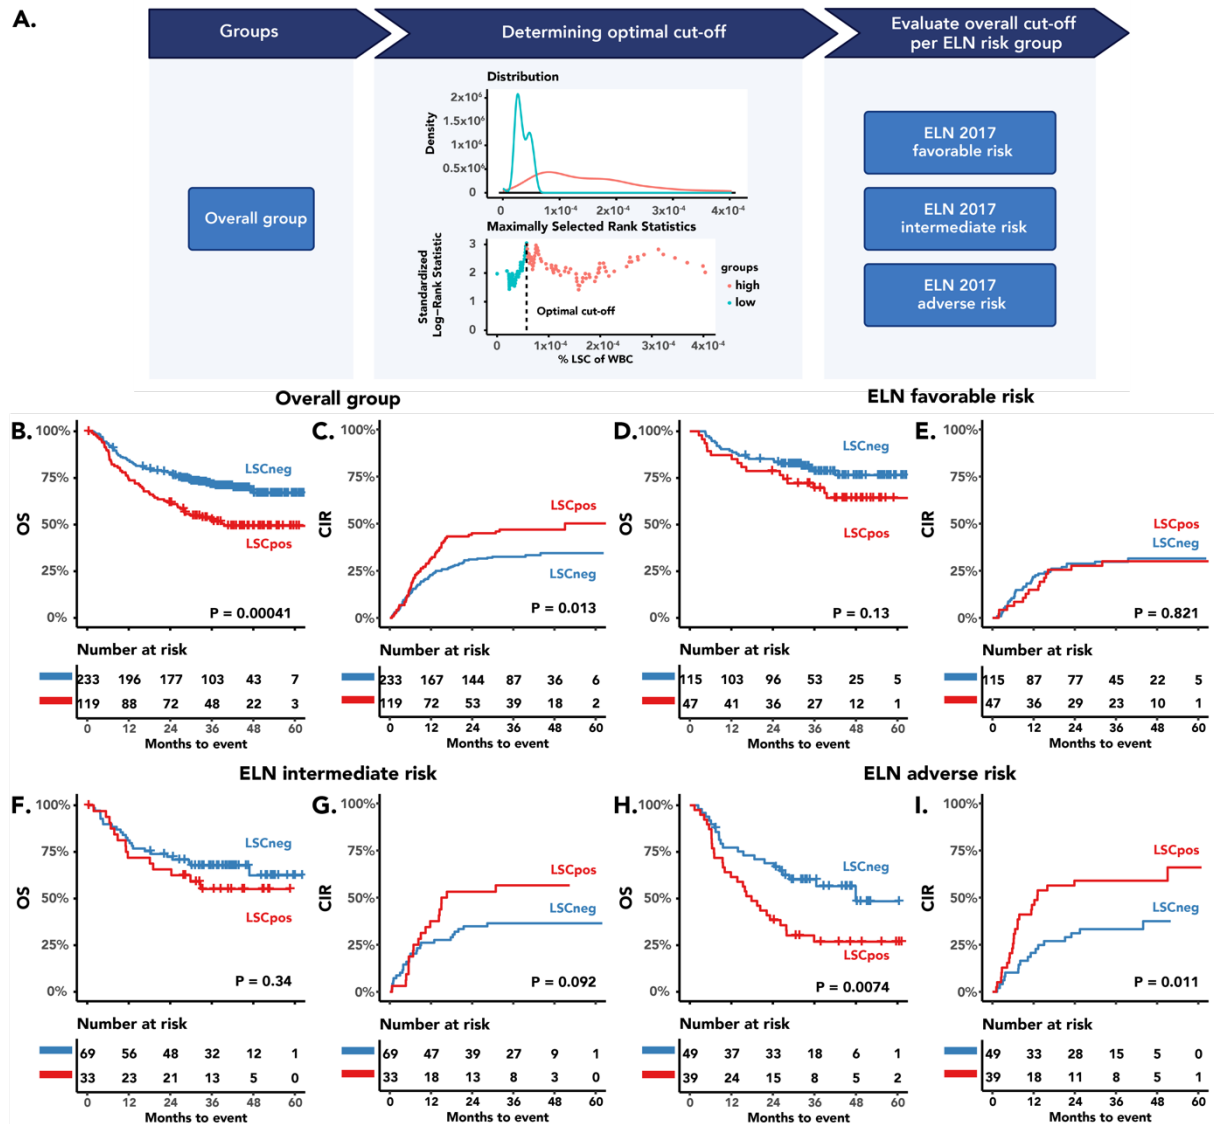 A.
Groups
Determining optimal cut-off
Evaluate overall cut-off
per ELN risk group
Overall group
Distribution
Density
2x10⁶
1.5x10⁶
1x10⁶
0.5x10⁶
0
0 1x10⁻⁴ 2x10⁻⁴ 3x10⁻⁴ 4x10⁻⁴
Maximally Selected Rank Statistics
Standardized
Log-Rank Statistic
3
2
1
0
Optimal cut-off
groups
high
low
0 1x10⁻⁴ 2x10⁻⁴ 3x10⁻⁴ 4x10⁻⁴
% LSC of WBC
ELN 2017
favorable risk
ELN 2017
intermediate risk
ELN 2017
adverse risk
Overall group
B.
OS
100%
75%
50%
25%
0%
LSCneg
LSCpos
P = 0.00041
Number at risk
233 196 177 103 43 7
119 88 72 48 22 3
0 12 24 36 48 60
Months to event
C.
CIR
100%
75%
50%
25%
0%
LSCpos
LSCneg
P = 0.013
Number at risk
233 167 144 87 36 6
119 72 53 39 18 2
0 12 24 36 48 60
Months to event
ELN favorable risk
D.
OS
100%
75%
50%
25%
0%
LSCneg
LSCpos
P = 0.13
Number at risk
115 103 96 53 25 5
47 41 36 27 12 1
0 12 24 36 48 60
Months to event
E.
CIR
100%
75%
50%
25%
0%
LSCpos
LSCneg
P = 0.821
Number at risk
115 87 77 45 22 5
47 36 29 23 10 1
0 12 24 36 48 60
Months to event
ELN intermediate risk
F.
OS
100%
75%
50%
25%
0%
LSCneg
LSCpos
P = 0.34
Number at risk
69 56 48 32 12 1
33 23 21 13 5 0
0 12 24 36 48 60
Months to event
G.
CIR
100%
75%
50%
25%
0%
LSCpos
LSCneg
P = 0.092
Number at risk
69 47 39 27 9 1
33 18 13 8 3 0
0 12 24 36 48 60
Months to event
ELN adverse risk
H.
OS
100%
75%
50%
25%
0%
LSCneg
LSCpos
P = 0.0074
Number at risk
49 37 33 18 6 1
39 24 15 8 5 2
0 12 24 36 48 60
Months to event
I.
CIR
100%
75%
50%
25%
0%
LSCpos
LSCneg
P = 0.011
Number at risk
49 33 28 15 5 0
39 18 11 8 5 1
0 12 24 36 48 60
Months to event